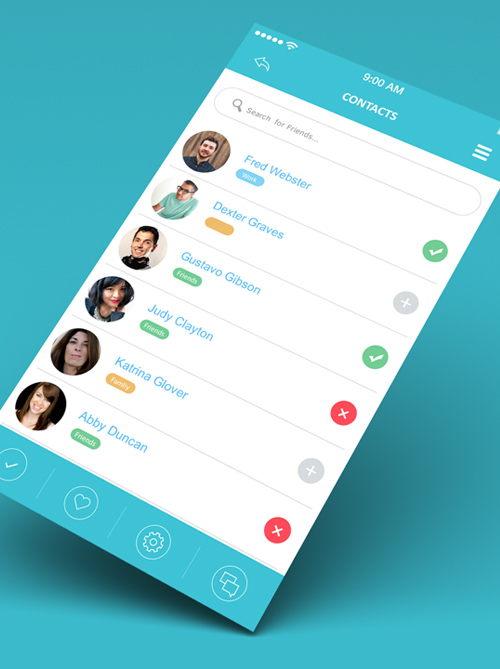 9:00 AM
CONTACTS
Search for Friends...
Fred Webster
Work
Dexter Graves
Gustavo Gibson
Friends
Judy Clayton
Friends
Katrina Glover
Family
Abby Duncan
Friends